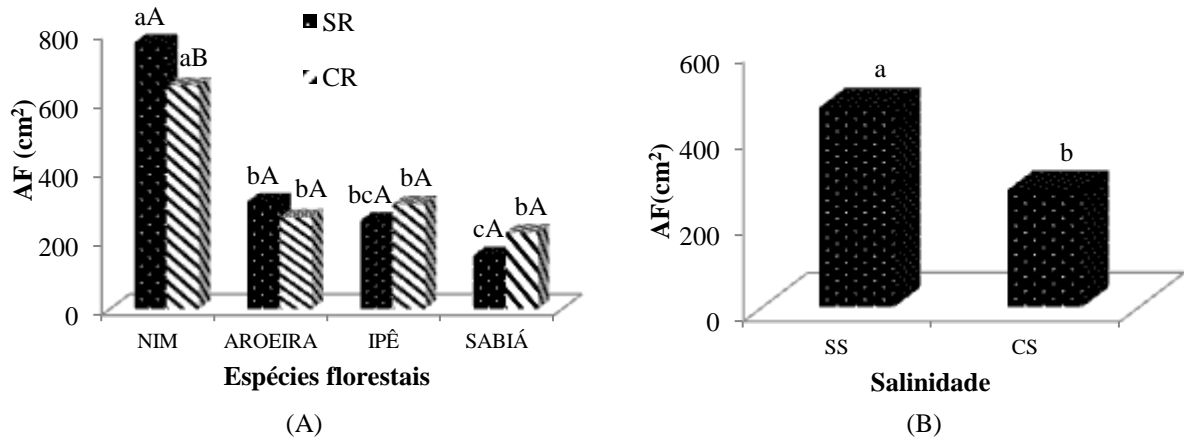 aA
SR
aB
CR
800
600
400
200
0
AF (cm²)
bA
bA
bcA
bA
cA
bA
NIM
AROEIRA
IPÊ
SABIÁ
Espécies florestais
(A)
600
400
200
0
AF(cm²)
a
b
SS
CS
Salinidade
(B)